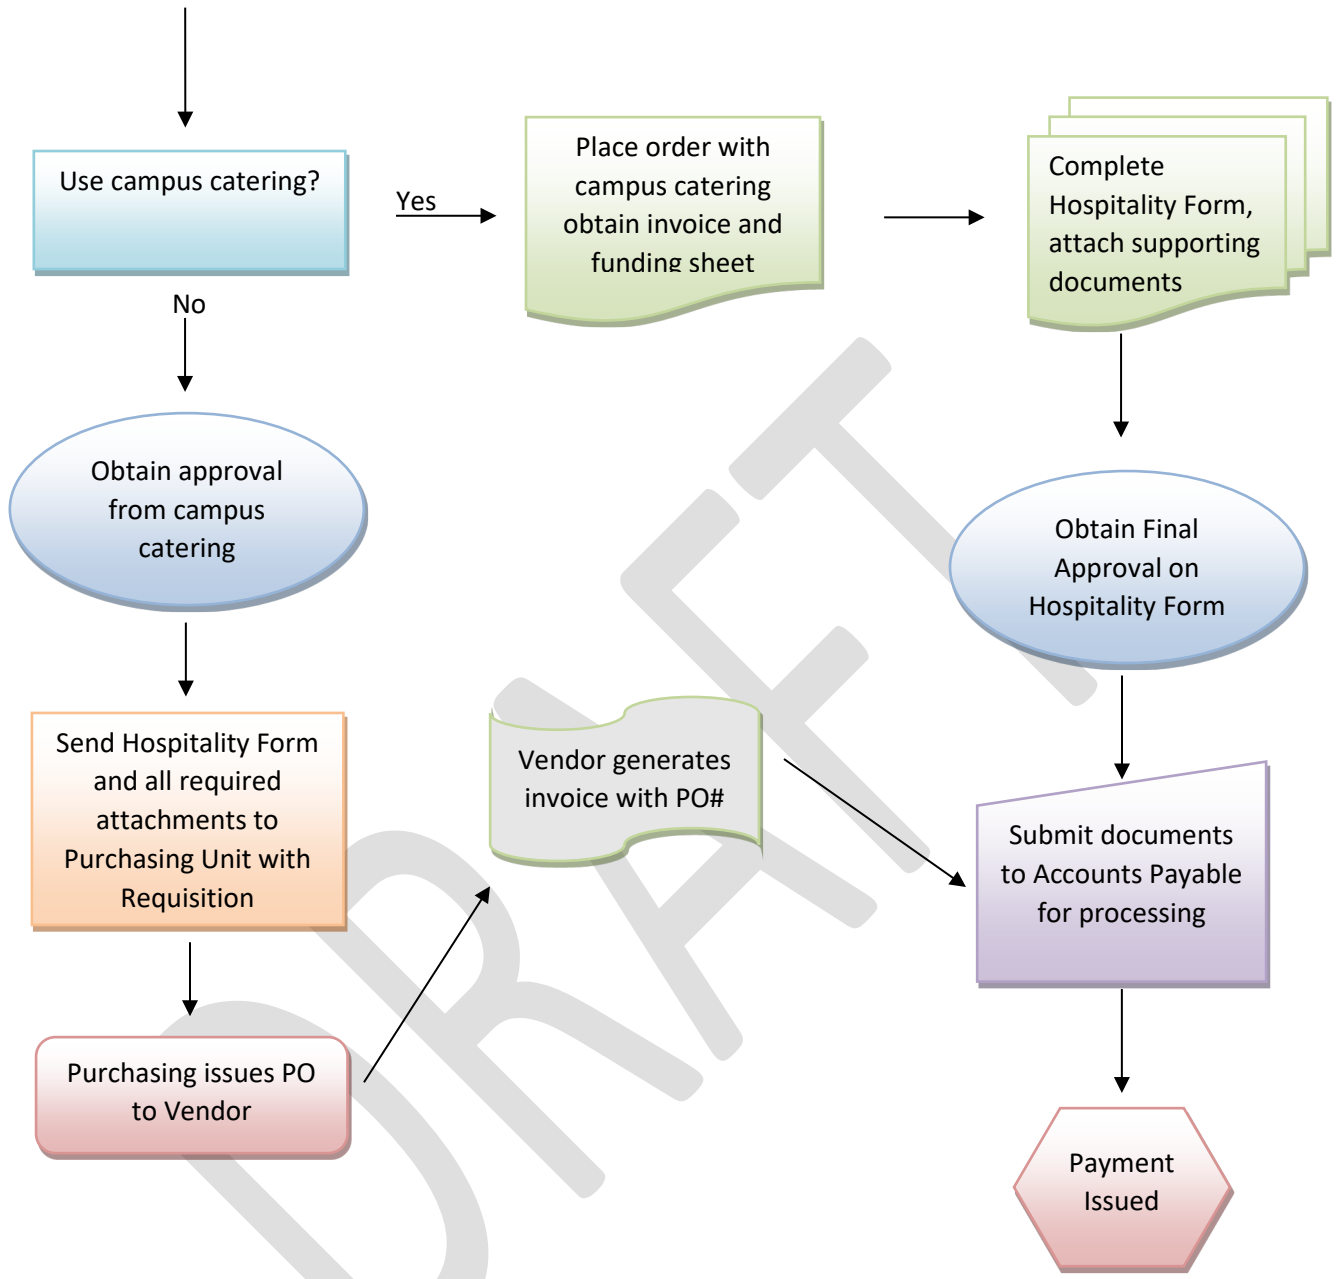 Use campus catering?
Yes
Place order with
campus catering
obtain invoice and
funding sheet
Complete
Hospitality Form,
attach supporting
documents
No
Obtain approval
from campus
catering
Obtain Final
Approval on
Hospitality Form
Send Hospitality Form
and all required
attachments to
Purchasing Unit with
Requisition
Vendor generates
invoice with PO#
Submit documents
to Accounts Payable
for processing
Purchasing issues PO
to Vendor
Payment
Issued
DRAFT